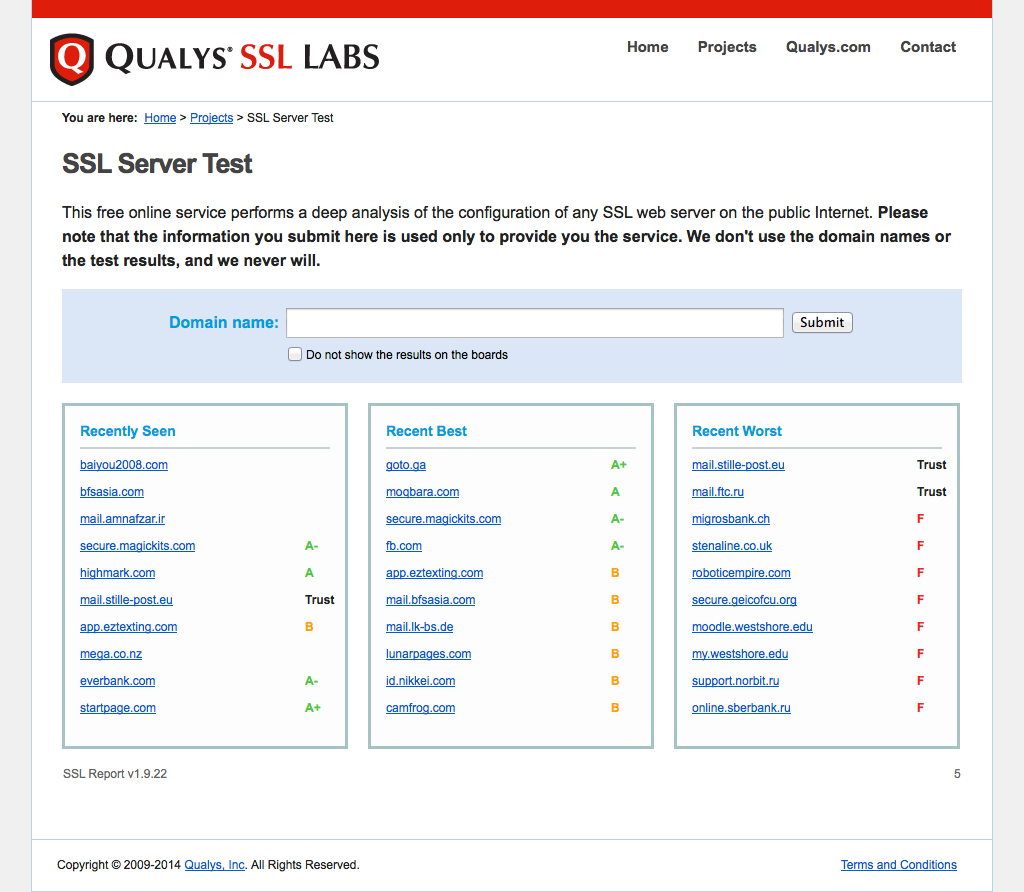 QUALYS® SSL LABS
Home Projects Qualys.com Contact
You are here: Home > Projects > SSL Server Test
SSL Server Test
This free online service performs a deep analysis of the configuration of any SSL web server on the public Internet. Please
note that the information you submit here is used only to provide you the service. We don't use the domain names or
the test results, and we never will.
Domain name: Submit
Do not show the results on the boards
Recently Seen
baiyou2008.com
bfsasia.com
mail.amnafzar.ir
secure.magickits.com A-
highmark.com A
mail.stille-post.eu Trust
app.eztexting.com B
mega.co.nz
everbank.com A-
startpage.com A+
Recent Best
goto.ga A+
moqbara.com A
secure.magickits.com A-
fb.com A-
app.eztexting.com B
mail.bfsasia.com B
mail.lk-bs.de B
lunarpages.com B
id.nikkei.com B
camfrog.com B
Recent Worst
mail.stille-post.eu Trust
mail.ftc.ru Trust
migrosbank.ch F
stenaline.co.uk F
roboticempire.com F
secure.geicofcu.org F
moodle.westshore.edu F
my.westshore.edu F
support.norbit.ru F
online.sberbank.ru F
SSL Report v1.9.22 5
Copyright © 2009-2014 Qualys, Inc. All Rights Reserved. Terms and Conditions